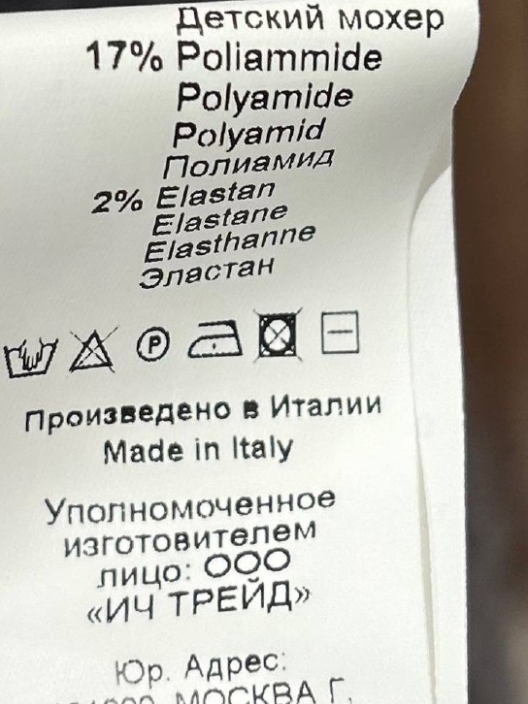 Детский мохер
17% Poliammide
Polyamide
Polyamid
Полиамид
2% Elastan
Elastane
Elasthanne
Эластан
P
Произведено в Италии
Made in Italy
Уполномоченное
изготовителем
лицо: ООО
«ИЧ ТРЕЙД»
Юр. Адрес:
МОСКВА Г.